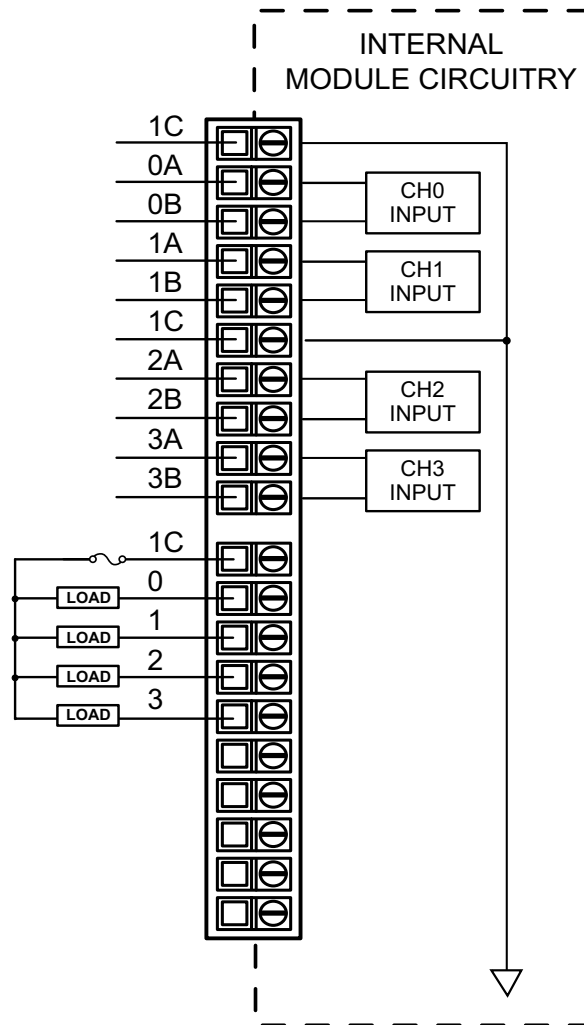 INTERNAL
MODULE CIRCUITRY
1C
0A
0B
CH0
INPUT
1A
1B
CH1
INPUT
1C
2A
2B
CH2
INPUT
3A
3B
CH3
INPUT
1C
0
LOAD
1
LOAD
2
LOAD
3
LOAD